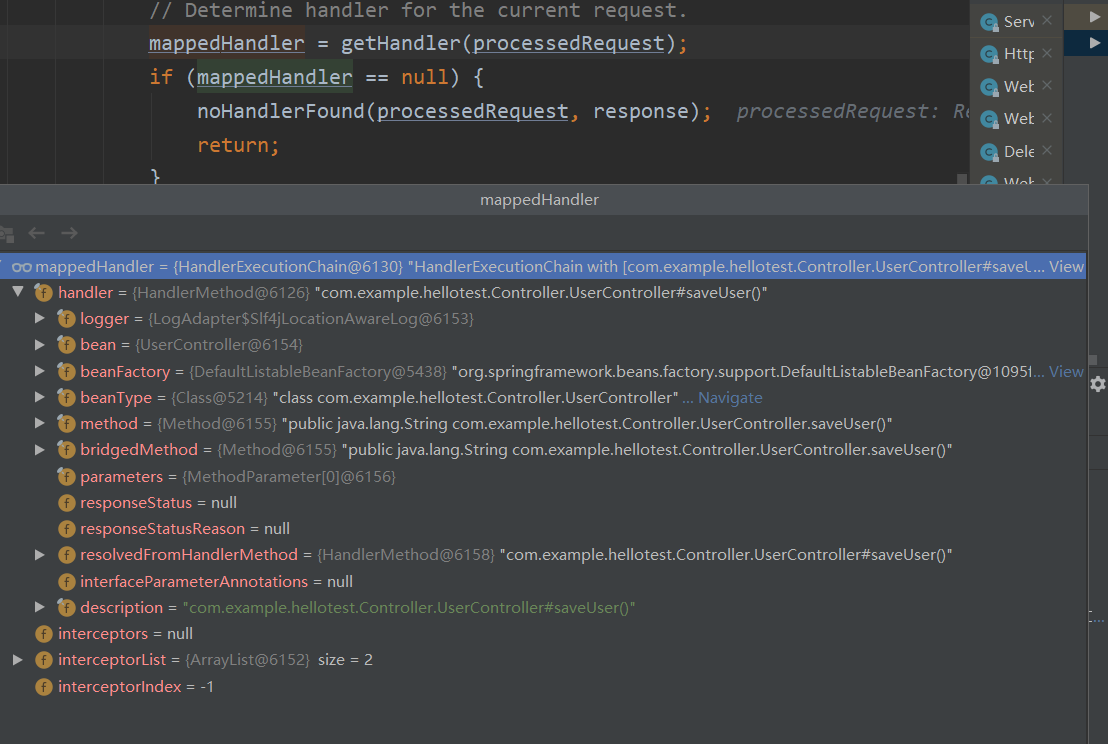 // Determine handler for the current request.
mappedHandler = getHandler(processedRequest);
if (mappedHandler == null) {
noHandlerFound(processedRequest, response); processedRequest: Re
return;
}
Serv
Http
Web
Web
Dele
Web
mappedHandler
mappedHandler = {HandlerExecutionChain@6130} "HandlerExecutionChain with [com.example.hellotest.Controller.UserController#saveU... View
handler = {HandlerMethod@6126} "com.example.hellotest.Controller.UserController#saveUser()"
logger = {LogAdapter$Slf4jLocationAwareLog@6153}
bean = {UserController@6154}
beanFactory = {DefaultListableBeanFactory@5438} "org.springframework.beans.factory.support.DefaultListableBeanFactory@1095f... View
beanType = {Class@5214} "class com.example.hellotest.Controller.UserController" ... Navigate
method = {Method@6155} "public java.lang.String com.example.hellotest.Controller.UserController.saveUser()"
bridgedMethod = {Method@6155} "public java.lang.String com.example.hellotest.Controller.UserController.saveUser()"
parameters = {MethodParameter[0]@6156}
responseStatus = null
responseStatusReason = null
resolvedFromHandlerMethod = {HandlerMethod@6158} "com.example.hellotest.Controller.UserController#saveUser()"
interfaceParameterAnnotations = null
description = "com.example.hellotest.Controller.UserController#saveUser()"
interceptors = null
interceptorList = {ArrayList@6152} size = 2
interceptorIndex = -1